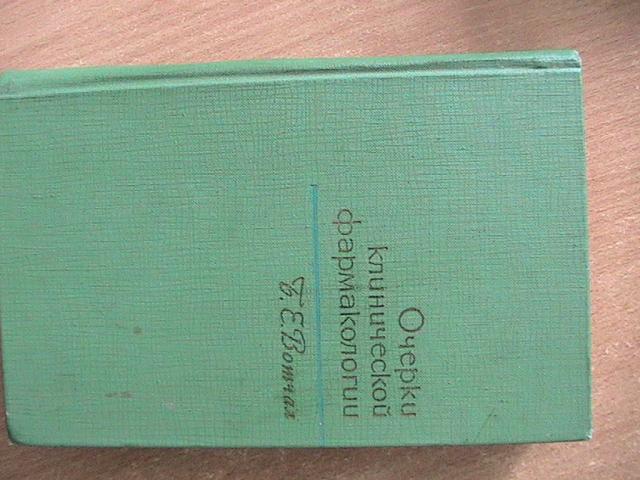 Очерки
клинической
фармакологии
Б. Е. Вотчал